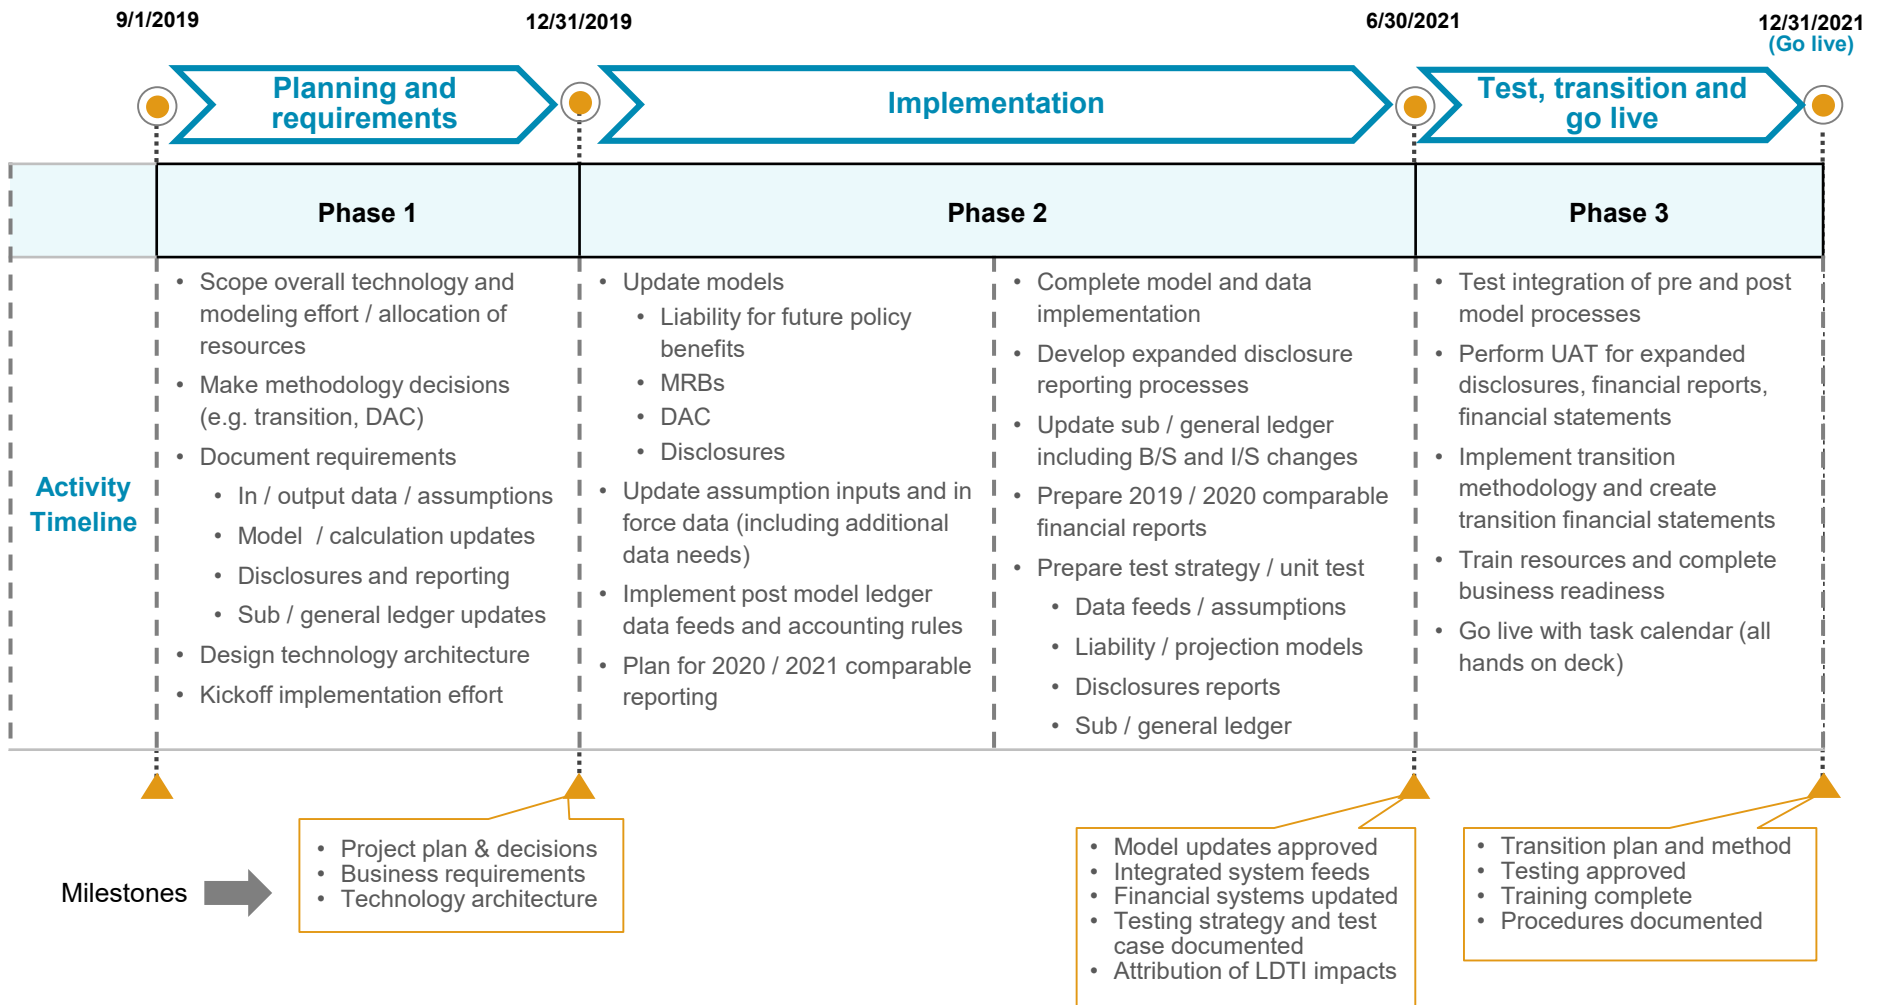 9/1/2019
12/31/2019
6/30/2021
12/31/2021
(Go live)
Planning and
requirements
Implementation
Test, transition and
go live
Phase 1
Phase 2
Phase 3
Activity
Timeline
• Scope overall technology and
modeling effort / allocation of
resources
• Make methodology decisions
(e.g. transition, DAC)
• Document requirements
• In / output data / assumptions
• Model / calculation updates
• Disclosures and reporting
• Sub / general ledger updates
• Design technology architecture
• Kickoff implementation effort
• Update models
• Liability for future policy
benefits
• MRBs
• DAC
• Disclosures
• Update assumption inputs and in
force data (including additional
data needs)
• Implement post model ledger
data feeds and accounting rules
• Plan for 2020 / 2021 comparable
reporting
• Complete model and data
implementation
• Develop expanded disclosure
reporting processes
• Update sub / general ledger
including B/S and I/S changes
• Prepare 2019 / 2020 comparable
financial reports
• Prepare test strategy / unit test
• Data feeds / assumptions
• Liability / projection models
• Disclosures reports
• Sub / general ledger
• Test integration of pre and post
model processes
• Perform UAT for expanded
disclosures, financial reports,
financial statements
• Implement transition
methodology and create
transition financial statements
• Train resources and complete
business readiness
• Go live with task calendar (all
hands on deck)
Milestones
• Project plan & decisions
• Business requirements
• Technology architecture
• Model updates approved
• Integrated system feeds
• Financial systems updated
• Testing strategy and test
case documented
• Attribution of LDTI impacts
• Transition plan and method
• Testing approved
• Training complete
• Procedures documented